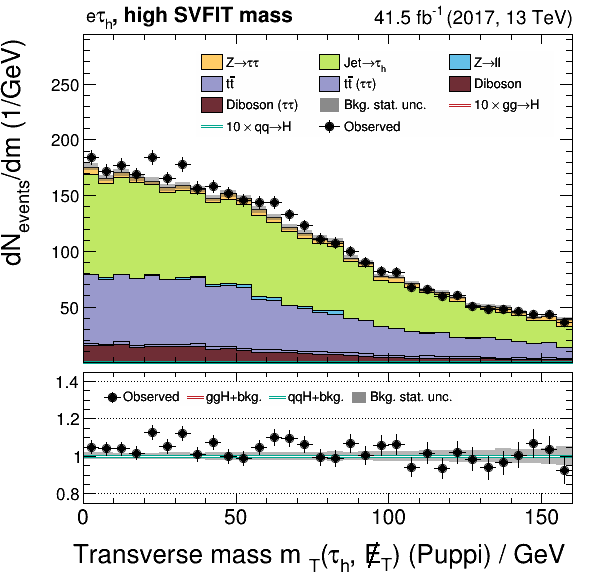 eτh, high SVFIT mass 41.5 fb-1 (2017, 13 TeV)
dNevents/dm (1/GeV)
250
200
150
100
50
Z→ττ Jet→τh Z→ll
tt̄ tt̄ (ττ) Diboson
Diboson (ττ) Bkg. stat. unc. 10 × gg→H
10 × qq→H Observed
1.4
1.2
1
0.8
Observed ggH+bkg. qqH+bkg. Bkg. stat. unc.
0 50 100 150
Transverse mass m T(τh, E̸T) (Puppi) / GeV